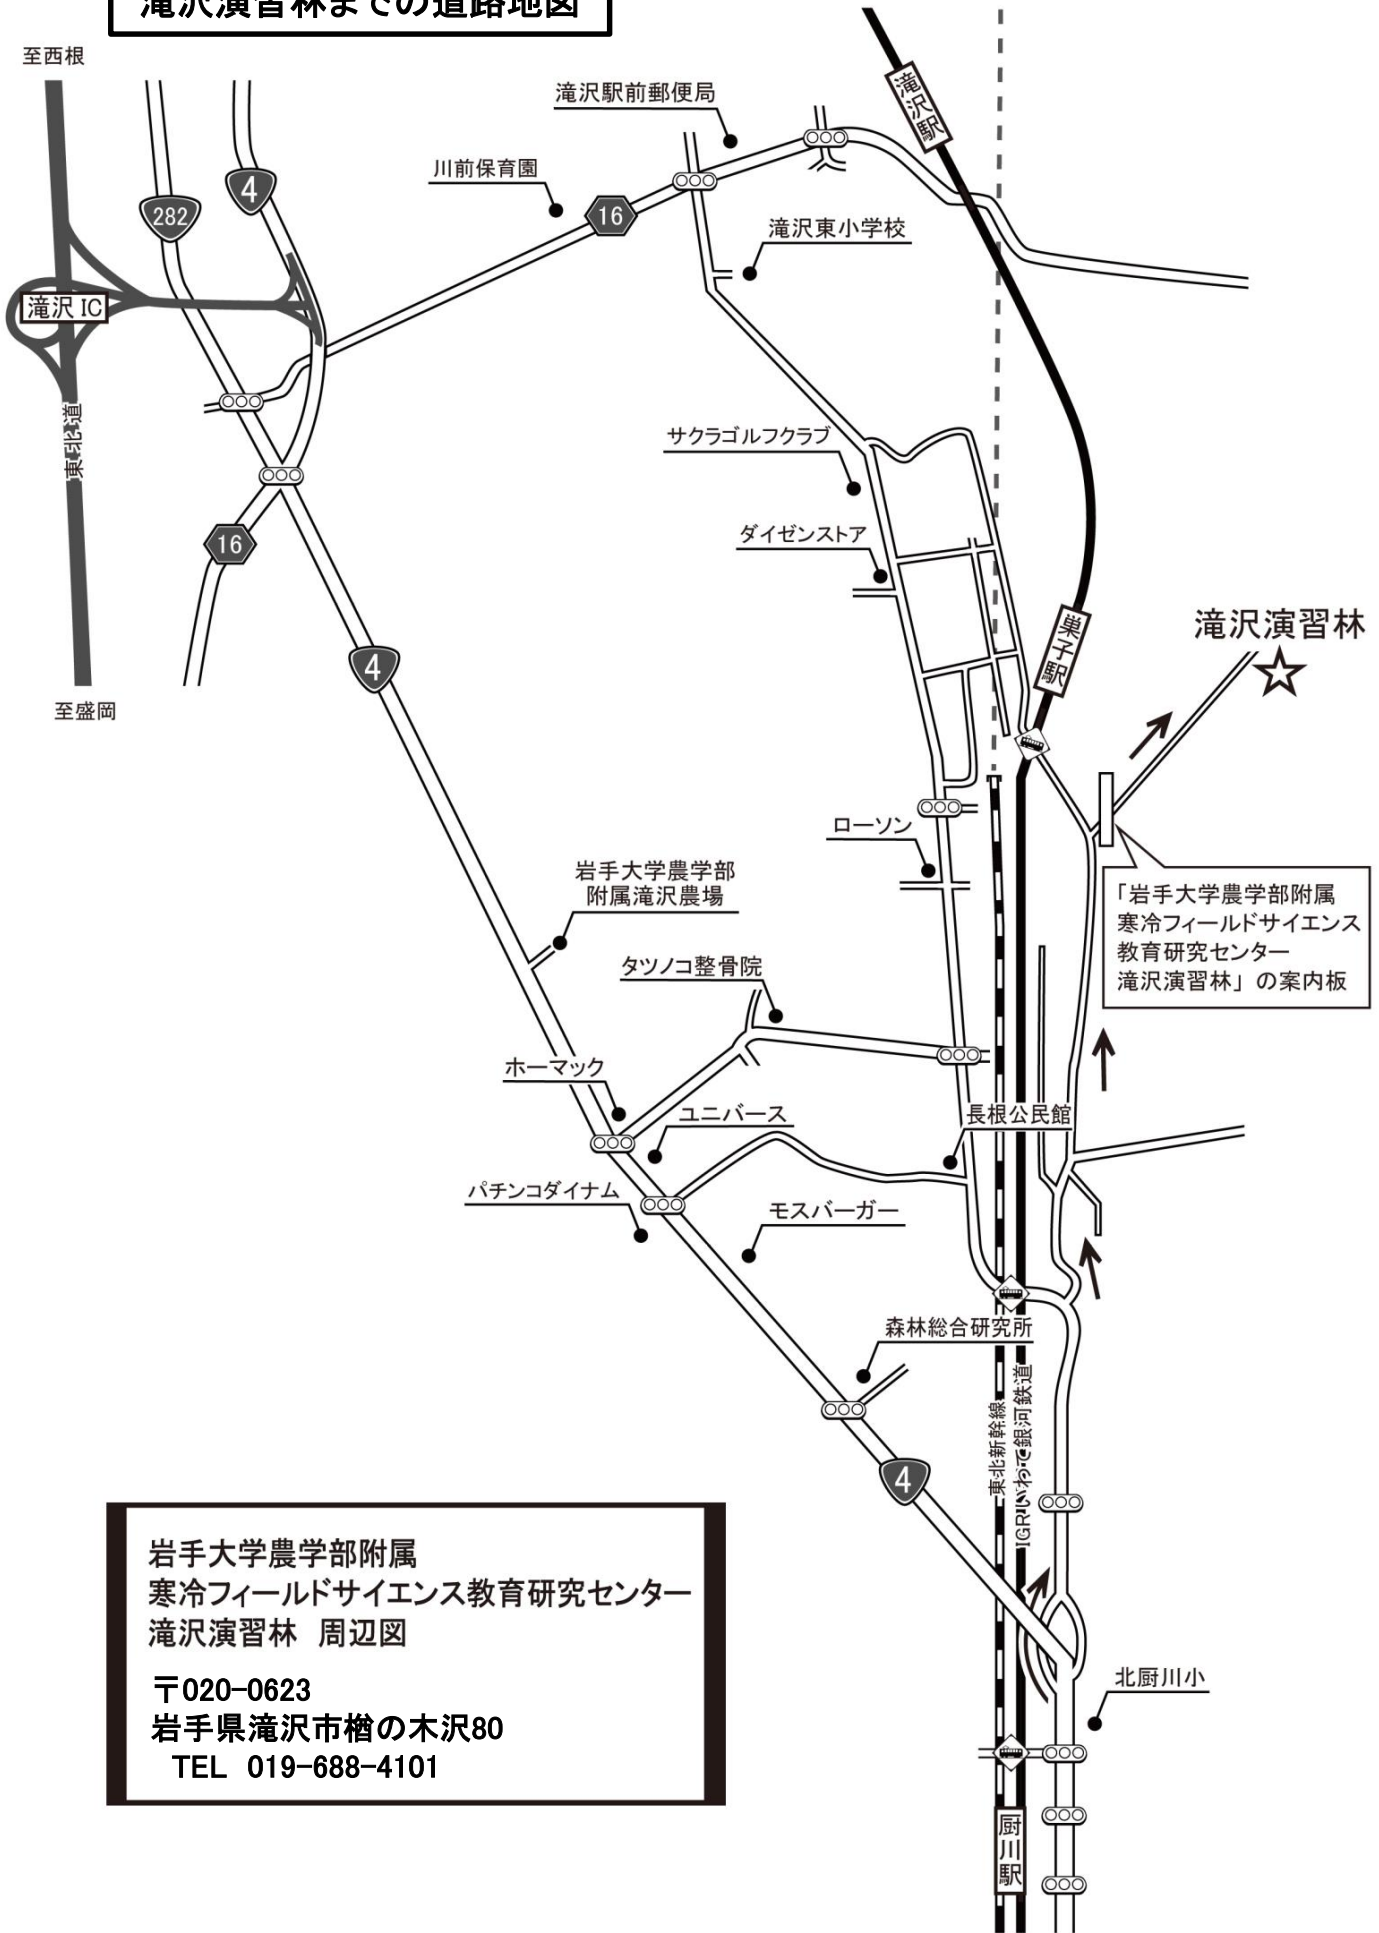 滝沢演習林までの道路地図
至西根
滝沢駅
滝沢駅前郵便局
川前保育園
4
282
16
滝沢東小学校
滝沢 IC
東北道
サクラゴルフクラブ
ダイゼンストア
16
巣子駅
滝沢演習林
4
至盛岡
ローソン
岩手大学農学部
附属滝沢農場
「岩手大学農学部附属
寒冷フィールドサイエンス
教育研究センター
滝沢演習林」の案内板
タツノコ整骨院
ホーマック
ユニバース
長根公民館
パチンコダイナム
モスバーガー
森林総合研究所
東北新幹線
IGRいわて銀河鉄道
4
岩手大学農学部附属
寒冷フィールドサイエンス教育研究センター
滝沢演習林 周辺図
〒020-0623
岩手県滝沢市楢の木沢80
TEL 019-688-4101
北厨川小
厨川駅